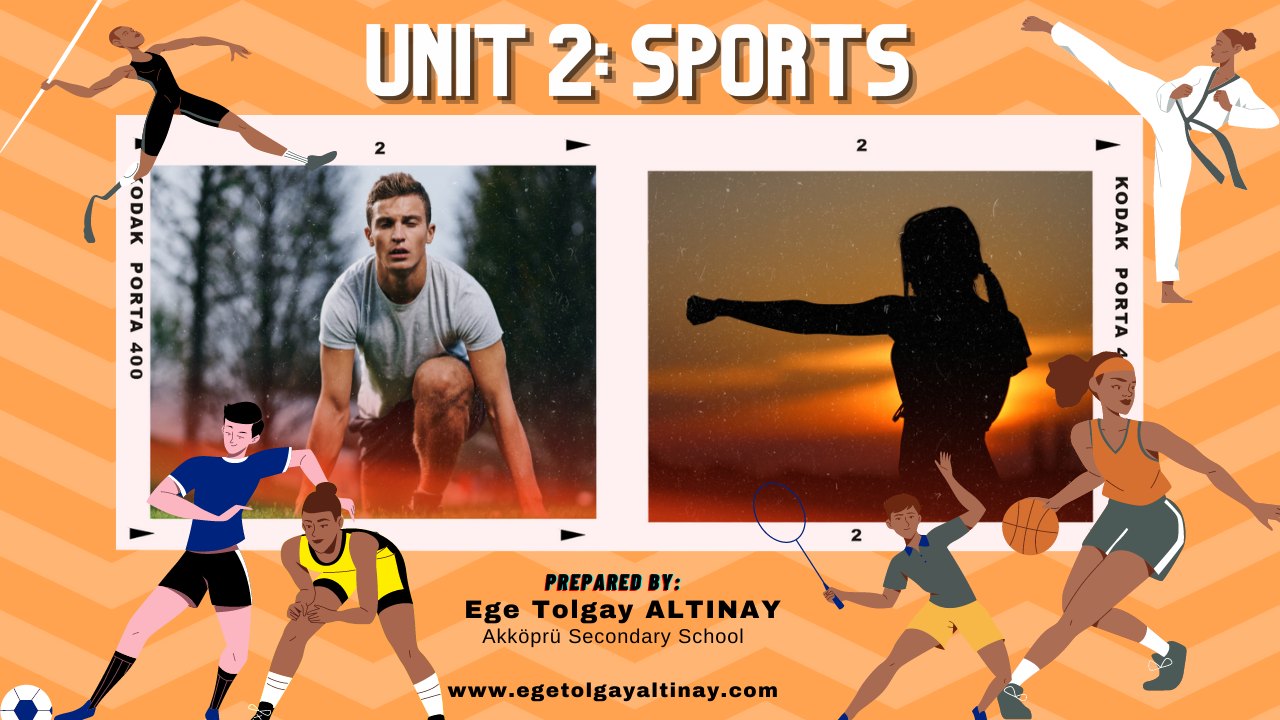 UNIT 2: SPORTS
2
2
KODAK PORTA 400
KODAK PORTA 4
2
PREPARED BY:
Ege Tolgay ALTINAY
Akköprü Secondary School
www.egetolgayaltinay.com